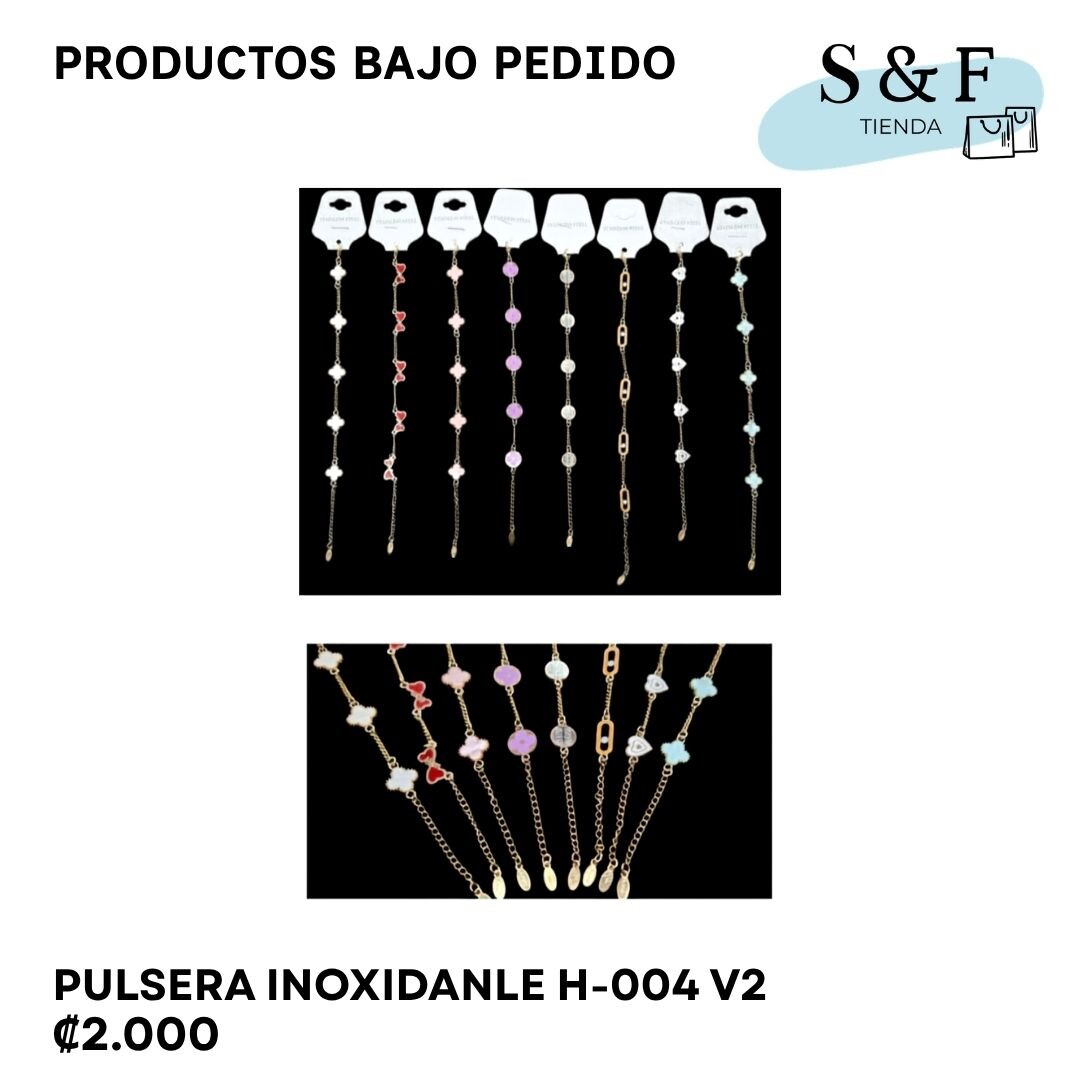 PRODUCTOS BAJO PEDIDO
S & F
TIENDA
PULSERA INOXIDANLE H-004 V2
₡2.000